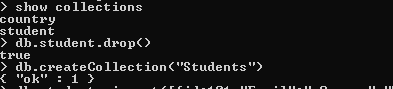 > show collections
country
student
> db.student.drop()
true
> db.createCollection("Students")
{ "ok" : 1 }